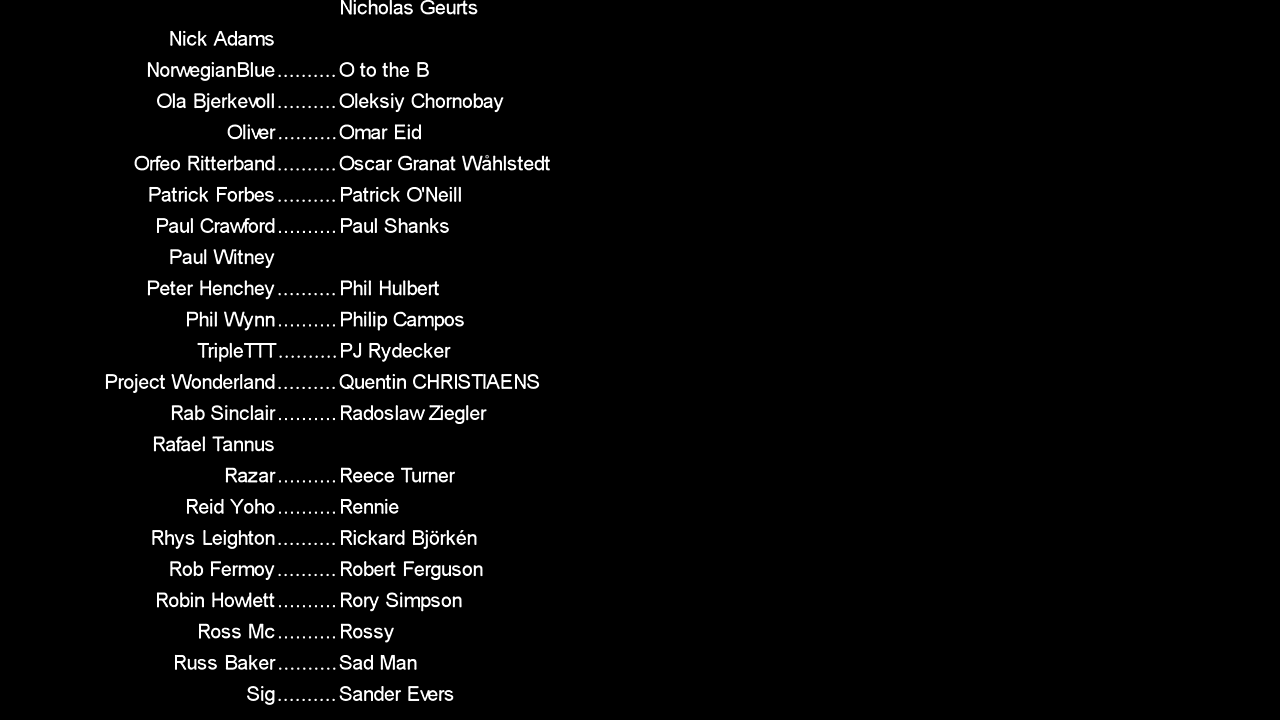 Nicholas Geurts
Nick Adams
NorwegianBlue..........O to the B
Ola Bjerkevoll..........Oleksiy Chornobay
Oliver..........Omar Eid
Orfeo Ritterband..........Oscar Granat Wåhlstedt
Patrick Forbes..........Patrick O'Neill
Paul Crawford..........Paul Shanks
Paul Witney
Peter Henchey..........Phil Hulbert
Phil Wynn..........Philip Campos
TripleTTT..........PJ Rydecker
Project Wonderland..........Quentin CHRISTIAENS
Rab Sinclair..........Radoslaw Ziegler
Rafael Tannus
Razar..........Reece Turner
Reid Yoho..........Rennie
Rhys Leighton..........Rickard Björkén
Rob Fermoy..........Robert Ferguson
Robin Howlett..........Rory Simpson
Ross Mc..........Rossy
Russ Baker..........Sad Man
Sig..........Sander Evers